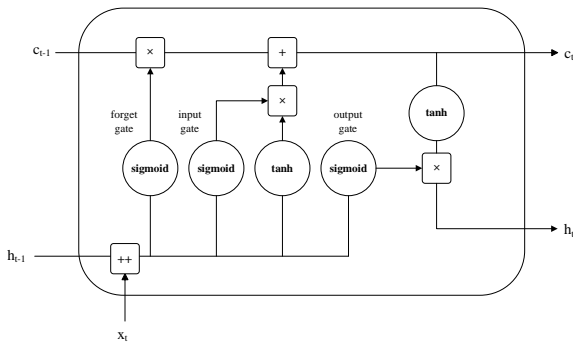 c_{t-1}
×
+
c_t
×
forget
gate
input
gate
output
gate
tanh
sigmoid
sigmoid
tanh
sigmoid
×
h_t
h_{t-1}
++
x_t